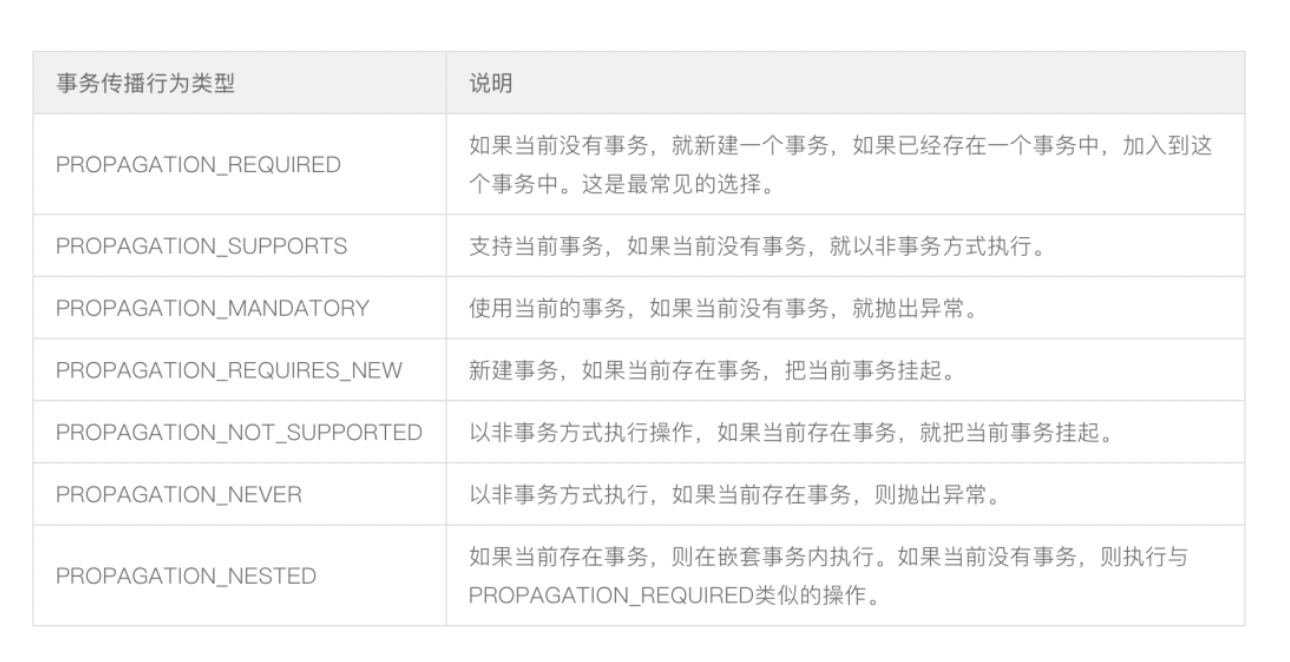 事务传播行为类型
说明
PROPAGATION_REQUIRED
如果当前没有事务，就新建一个事务，如果已经存在一个事务中，加入到这
个事务中。这是最常见的选择。
PROPAGATION_SUPPORTS
支持当前事务，如果当前没有事务，就以非事务方式执行。
PROPAGATION_MANDATORY
使用当前的事务，如果当前没有事务，就抛出异常。
PROPAGATION_REQUIRES_NEW
新建事务，如果当前存在事务，把当前事务挂起。
PROPAGATION_NOT_SUPPORTED
以非事务方式执行操作，如果当前存在事务，就把当前事务挂起。
PROPAGATION_NEVER
以非事务方式执行，如果当前存在事务，则抛出异常。
PROPAGATION_NESTED
如果当前存在事务，则在嵌套事务内执行。如果当前没有事务，则执行与
PROPAGATION_REQUIRED类似的操作。